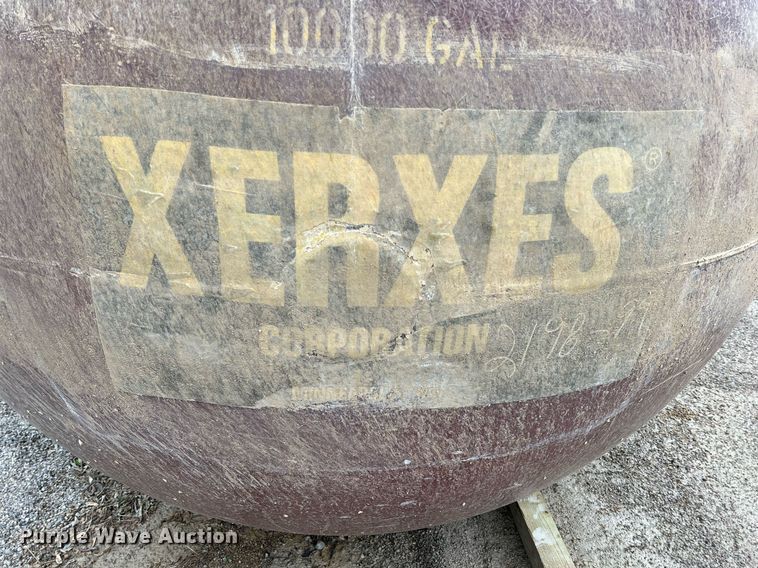 10000 GAL
XERXES®
CORPORATION
Purple Wave Auction